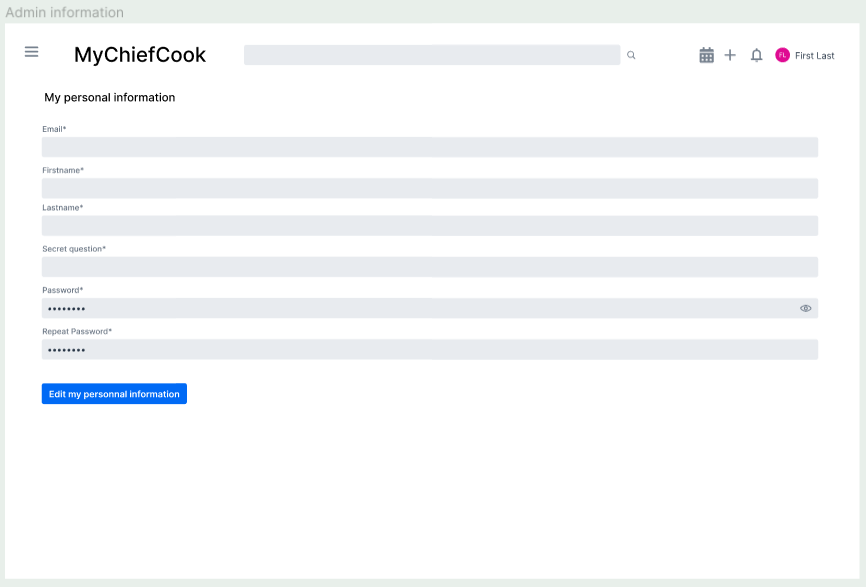 Admin information
MyChiefCook
FL First Last
My personal information
Email*
Firstname*
Lastname*
Secret question*
Password*
••••••••
Repeat Password*
••••••••
Edit my personnal information